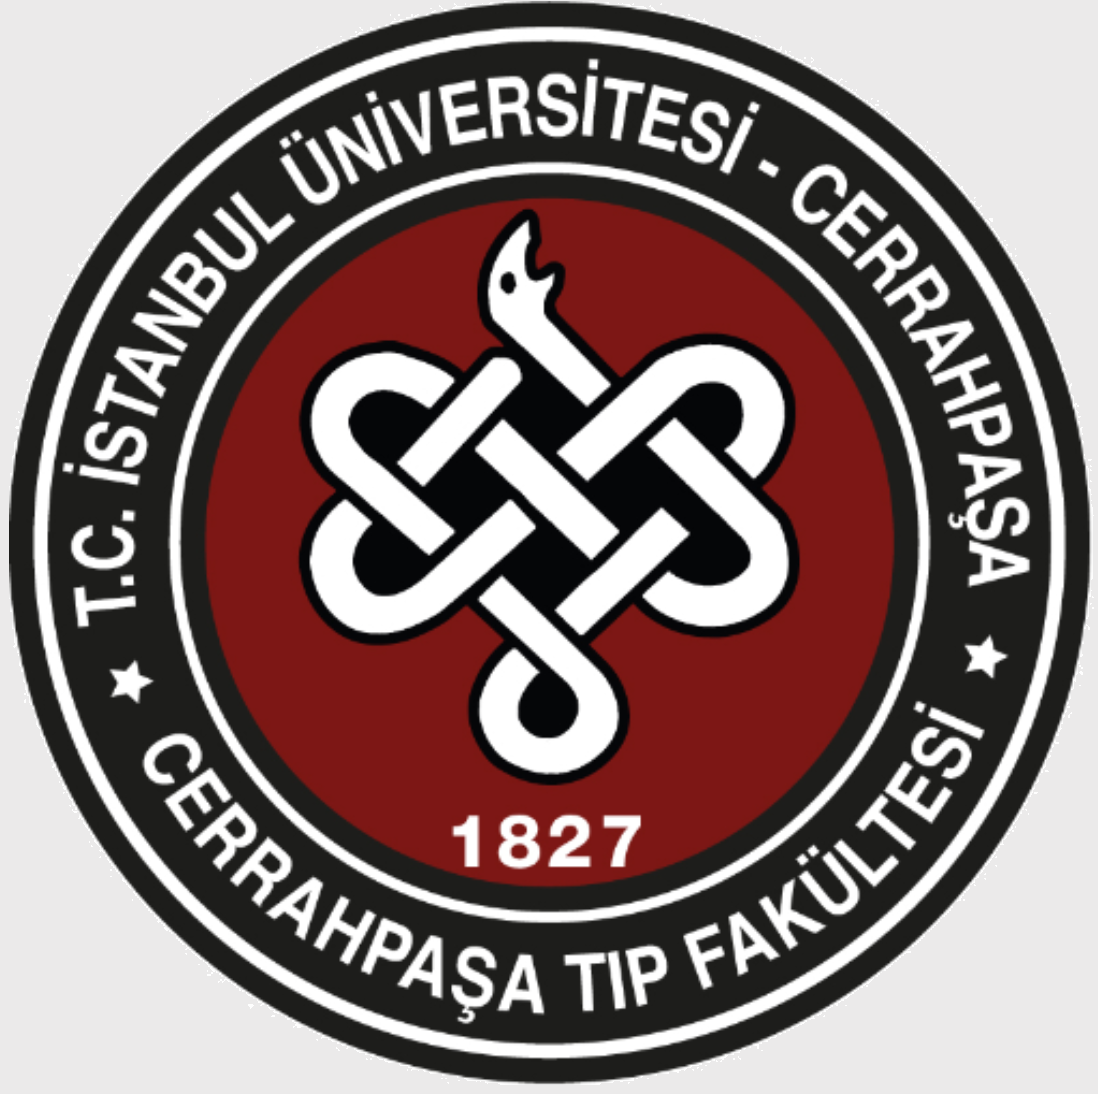 T.C. İSTANBUL ÜNİVERSİTESİ - CERRAHPAŞA
1827
CERRAHPAŞA TIP FAKÜLTESİ